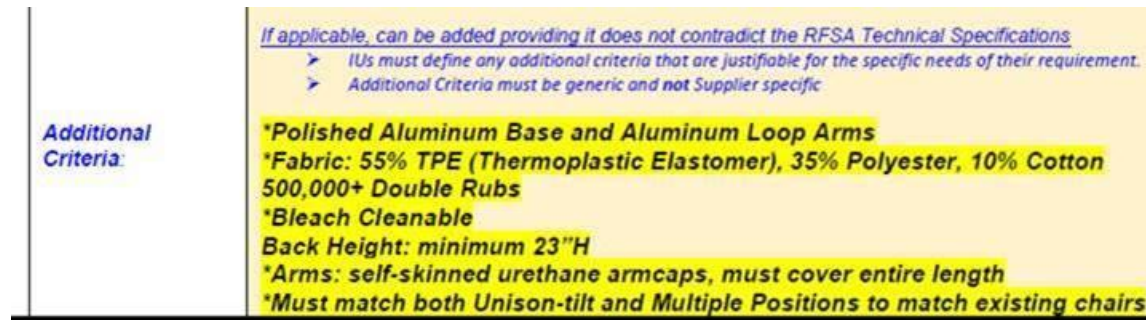 If applicable, can be added providing it does not contradict the RFSA Technical Specifications
➤ IUs must define any additional criteria that are justifiable for the specific needs of their requirement.
➤ Additional Criteria must be generic and not Supplier specific
Additional
Criteria:
*Polished Aluminum Base and Aluminum Loop Arms
*Fabric: 55% TPE (Thermoplastic Elastomer), 35% Polyester, 10% Cotton
500,000+ Double Rubs
*Bleach Cleanable
Back Height: minimum 23”H
*Arms: self-skinned urethane armcaps, must cover entire length
*Must match both Unison-tilt and Multiple Positions to match existing chairs